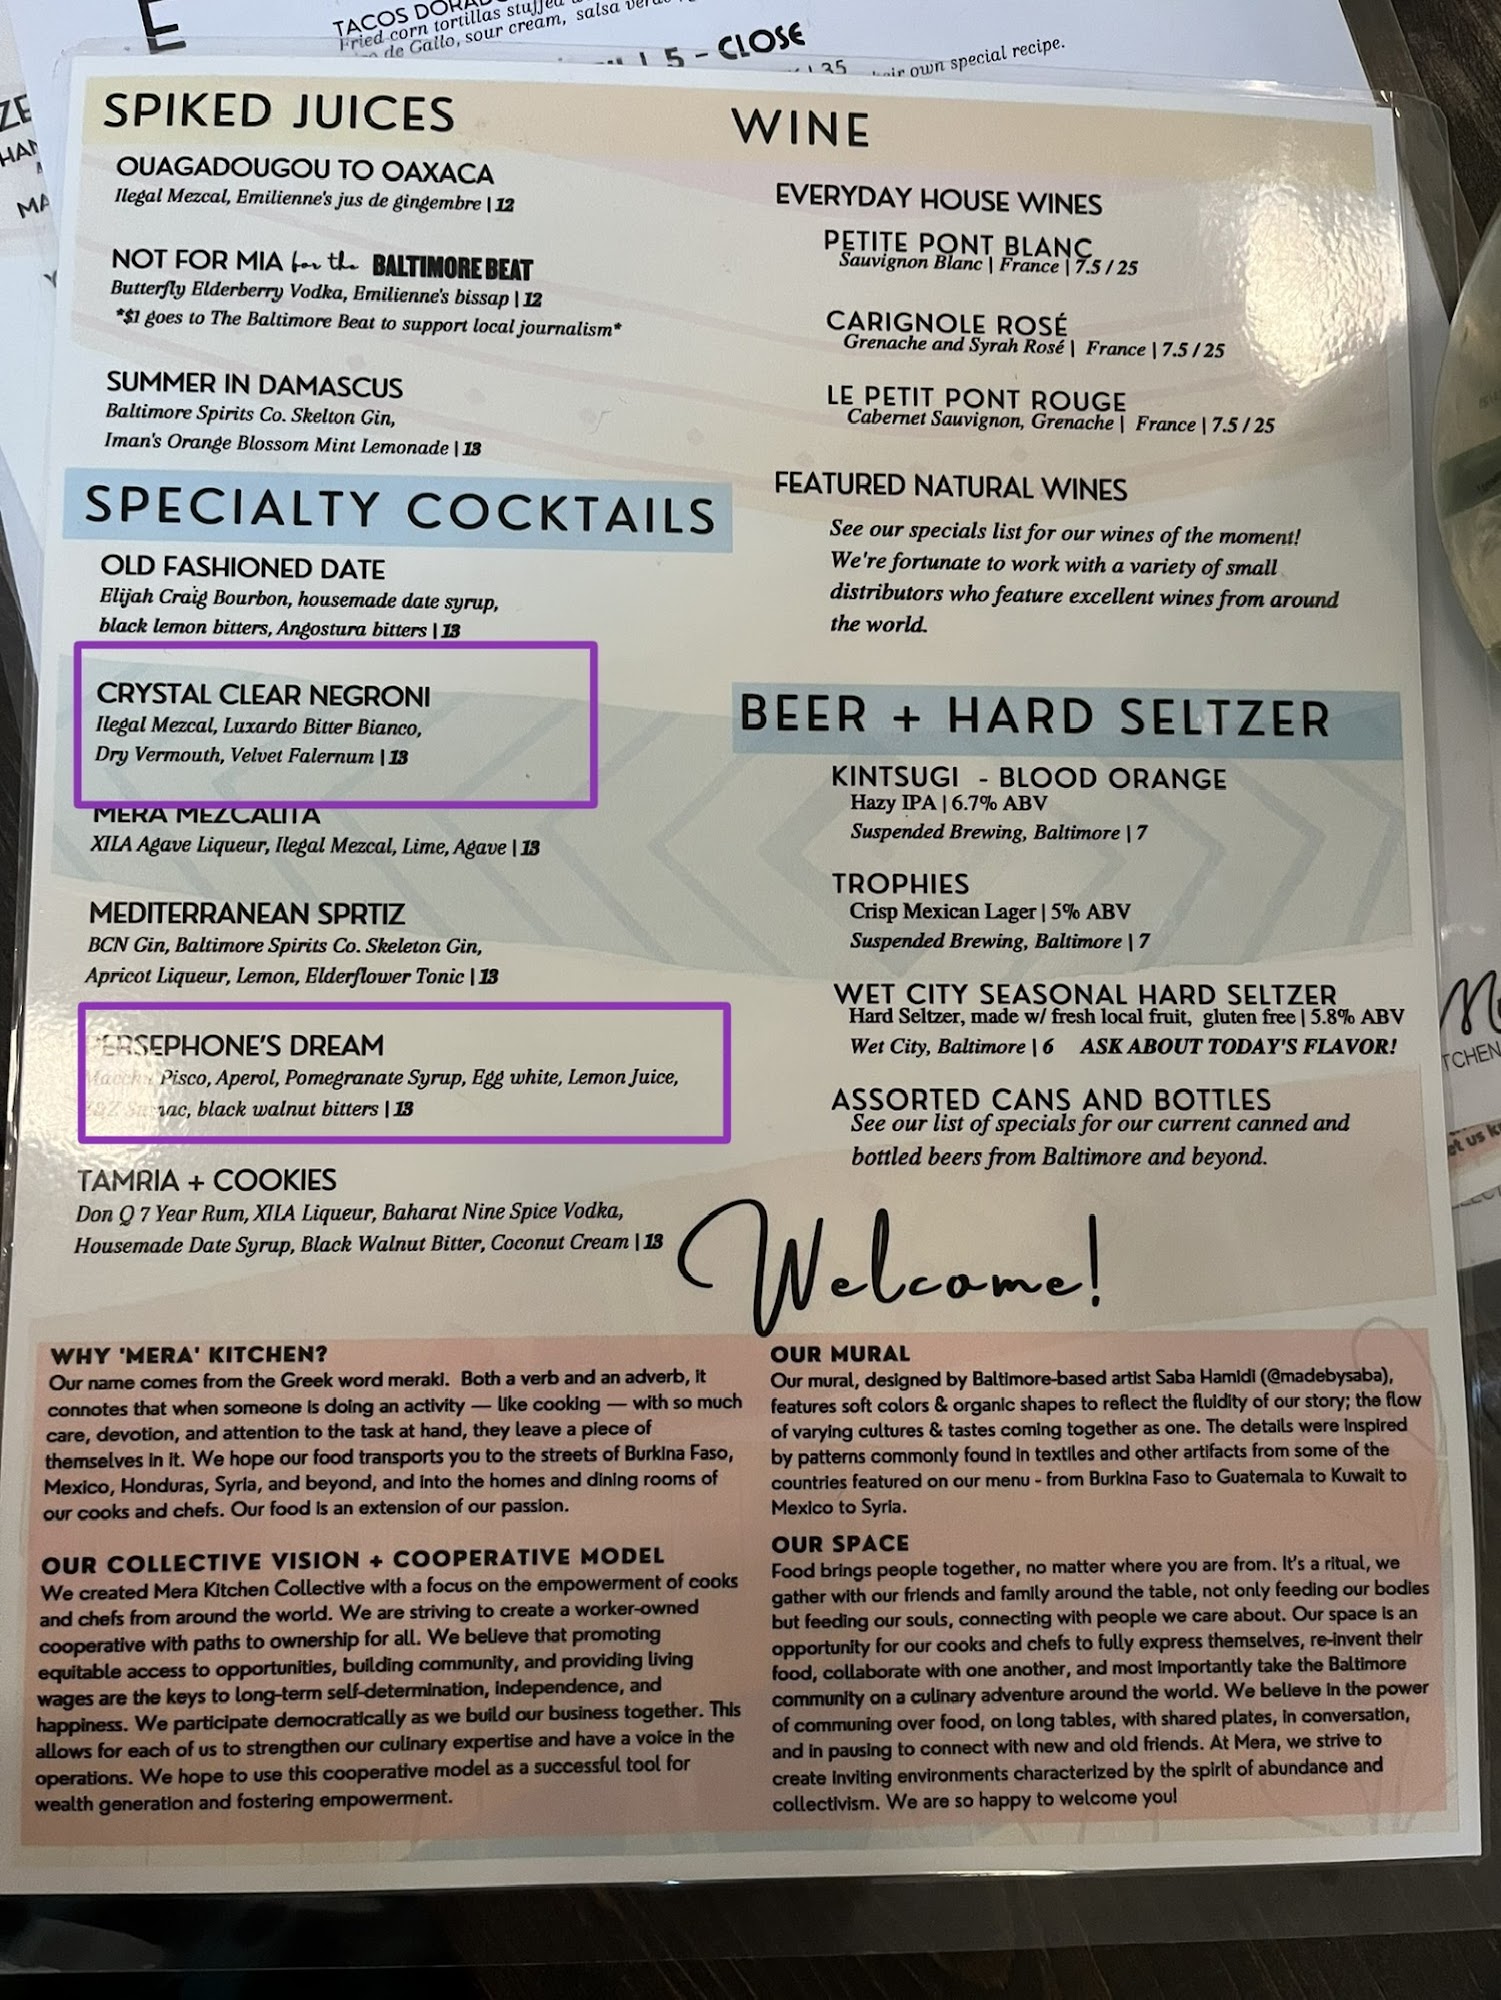 E
TACOS DORAD
Fried corn tortillas stuffed
de Gallo, sour cream, salsa verde
5 - CLOSE
35
own special recipe.
ZE
HAN
MA
SPIKED JUICES
OUAGADOUGOU TO OAXACA
Ilegal Mezcal, Emilienne's jus de gingembre | 12
NOT FOR MIA for the BALTIMORE BEAT
Butterfly Elderberry Vodka, Emilienne's bissap | 12
*$1 goes to The Baltimore Beat to support local journalism*
SUMMER IN DAMASCUS
Baltimore Spirits Co. Skelton Gin,
Iman's Orange Blossom Mint Lemonade | 13
SPECIALTY COCKTAILS
OLD FASHIONED DATE
Elijah Craig Bourbon, housemade date syrup,
black lemon bitters, Angostura bitters | 13
CRYSTAL CLEAR NEGRONI
Ilegal Mezcal, Luxardo Bitter Bianco,
Dry Vermouth, Velvet Falernum | 13
MERA MEZCALITA
XILA Agave Liqueur, Ilegal Mezcal, Lime, Agave | 13
MEDITERRANEAN SPRTIZ
BCN Gin, Baltimore Spirits Co. Skeleton Gin,
Apricot Liqueur, Lemon, Elderflower Tonic | 13
PERSEPHONE'S DREAM
Pisco, Aperol, Pomegranate Syrup, Egg white, Lemon Juice,
Sumac, black walnut bitters | 13
TAMRIA + COOKIES
Don Q 7 Year Rum, XILA Liqueur, Baharat Nine Spice Vodka,
Housemade Date Syrup, Black Walnut Bitter, Coconut Cream | 13
WINE
EVERYDAY HOUSE WINES
PETITE PONT BLANC
Sauvignon Blanc | France | 7.5 / 25
CARIGNOLE ROSÉ
Grenache and Syrah Rosé | France | 7.5 / 25
LE PETIT PONT ROUGE
Cabernet Sauvignon, Grenache | France | 7.5 / 25
FEATURED NATURAL WINES
See our specials list for our wines of the moment!
We're fortunate to work with a variety of small
distributors who feature excellent wines from around
the world.
BEER + HARD SELTZER
KINTSUGI - BLOOD ORANGE
Hazy IPA | 6.7% ABV
Suspended Brewing, Baltimore | 7
TROPHIES
Crisp Mexican Lager | 5% ABV
Suspended Brewing, Baltimore | 7
WET CITY SEASONAL HARD SELTZER
Hard Seltzer, made w/ fresh local fruit, gluten free | 5.8% ABV
Wet City, Baltimore | 6 ASK ABOUT TODAY'S FLAVOR!
ASSORTED CANS AND BOTTLES
See our list of specials for our current canned and
bottled beers from Baltimore and beyond.
Welcome!
WHY 'MERA' KITCHEN?
Our name comes from the Greek word meraki. Both a verb and an adverb, it
connotes that when someone is doing an activity — like cooking — with so much
care, devotion, and attention to the task at hand, they leave a piece of
themselves in it. We hope our food transports you to the streets of Burkina Faso,
Mexico, Honduras, Syria, and beyond, and into the homes and dining rooms of
our cooks and chefs. Our food is an extension of our passion.
OUR COLLECTIVE VISION + COOPERATIVE MODEL
We created Mera Kitchen Collective with a focus on the empowerment of cooks
and chefs from around the world. We are striving to create a worker-owned
cooperative with paths to ownership for all. We believe that promoting
equitable access to opportunities, building community, and providing living
wages are the keys to long-term self-determination, independence, and
happiness. We participate democratically as we build our business together. This
allows for each of us to strengthen our culinary expertise and have a voice in the
operations. We hope to use this cooperative model as a successful tool for
wealth generation and fostering empowerment.
OUR MURAL
Our mural, designed by Baltimore-based artist Saba Hamidi (@madebysaba),
features soft colors & organic shapes to reflect the fluidity of our story; the flow
of varying cultures & tastes coming together as one. The details were inspired
by patterns commonly found in textiles and other artifacts from some of the
countries featured on our menu - from Burkina Faso to Guatemala to Kuwait to
Mexico to Syria.
OUR SPACE
Food brings people together, no matter where you are from. It's a ritual, we
gather with our friends and family around the table, not only feeding our bodies
but feeding our souls, connecting with people we care about. Our space is an
opportunity for our cooks and chefs to fully express themselves, re-invent their
food, collaborate with one another, and most importantly take the Baltimore
community on a culinary adventure around the world. We believe in the power
of communing over food, on long tables, with shared plates, in conversation,
and in pausing to connect with new and old friends. At Mera, we strive to
create inviting environments characterized by the spirit of abundance and
collectivism. We are so happy to welcome you!